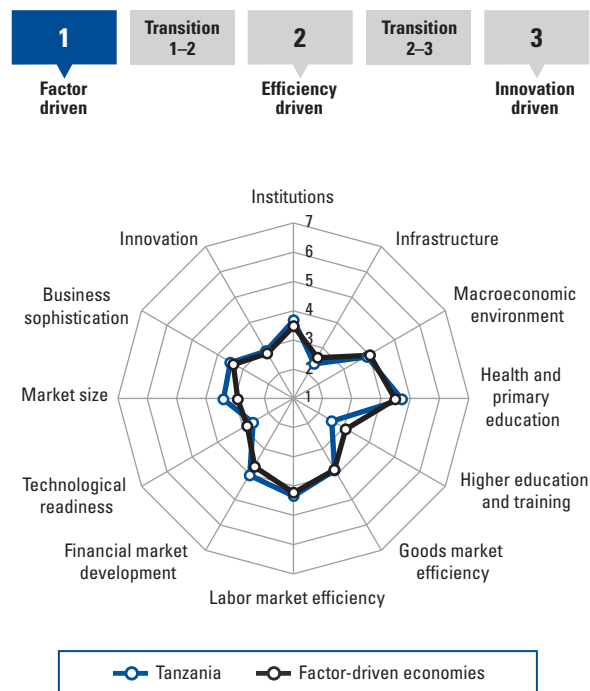 1
Transition
1–2
2
Transition
2–3
3
Factor
driven
Efficiency
driven
Innovation
driven
Institutions
7
Innovation
Infrastructure
6
5
Business
sophistication
Macroeconomic
environment
4
3
2
Market size
1
Health and
primary
education
Technological
readiness
Higher education
and training
Financial market
development
Goods market
efficiency
Labor market efficiency
Tanzania
Factor-driven economies